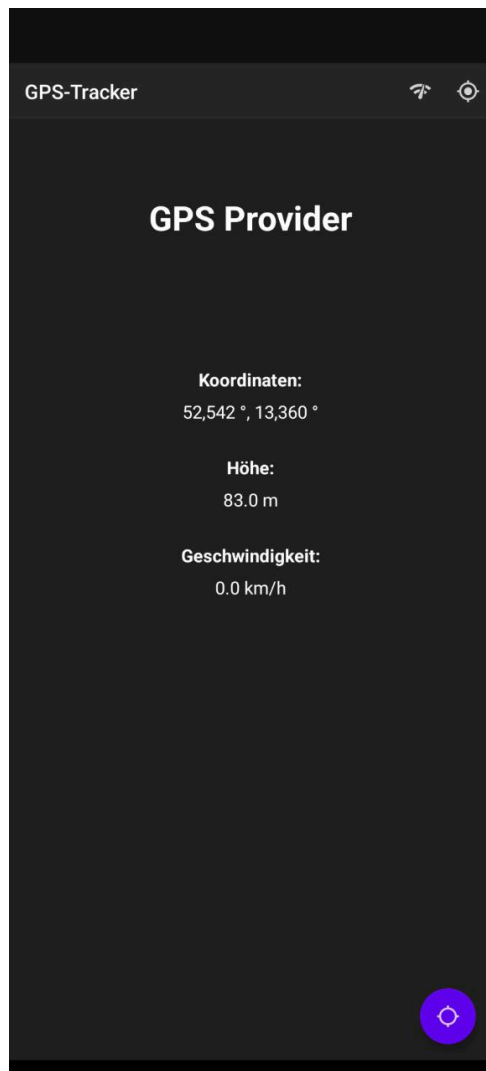 GPS-Tracker
GPS Provider
Koordinaten:
52,542 °, 13,360 °
Höhe:
83.0 m
Geschwindigkeit:
0.0 km/h